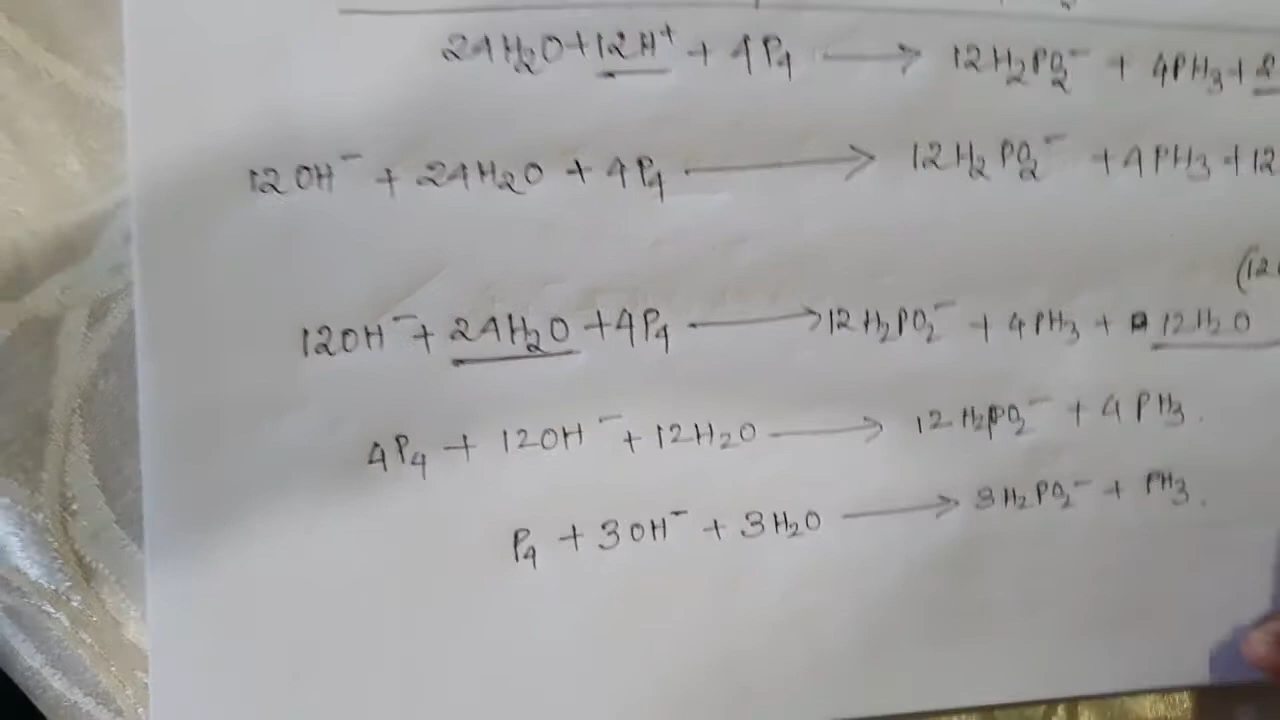 24H₂O + 12H⁺ + 4P₄ ⟶ 12H₂PO₂⁻ + 4PH₃ +
12OH⁻ + 24H₂O + 4P₄ ⟶ 12H₂PO₂⁻ + 4PH₃ + 12
(12
12OH⁻ + 24H₂O + 4P₄ ⟶ 12H₂PO₂⁻ + 4PH₃ + 12H₂O
4P₄ + 12OH⁻ + 12H₂O ⟶ 12H₂PO₂⁻ + 4PH₃.
P₄ + 3OH⁻ + 3H₂O ⟶ 3H₂PO₂⁻ + PH₃.